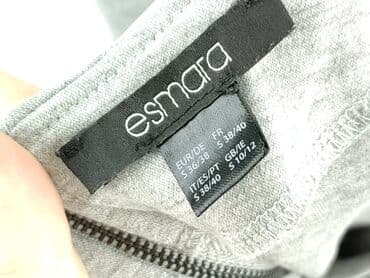 esmara
EUR/DE FR
S 36/38 S 38/40
IT/ES/PT GB/IE
S 38/40 S 10/12